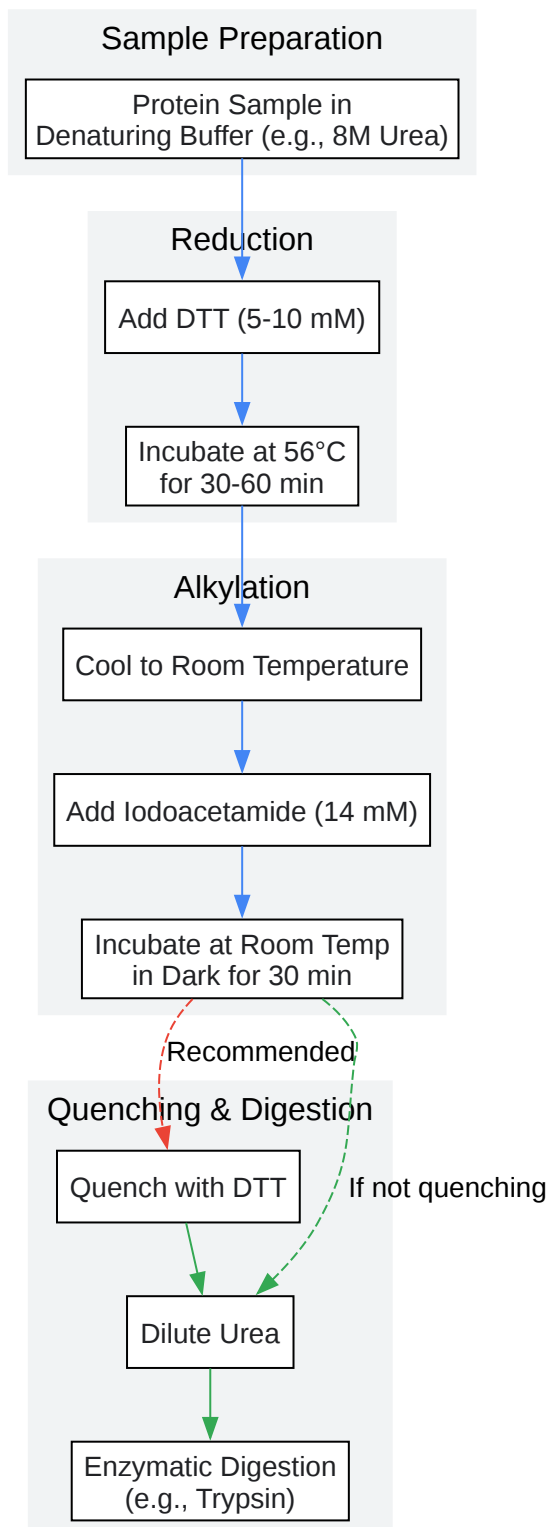 Sample Preparation
Protein Sample in
Denaturing Buffer (e.g., 8M Urea)
Reduction
Add DTT (5-10 mM)
Incubate at 56°C
for 30-60 min
Alkylation
Cool to Room Temperature
Add Iodoacetamide (14 mM)
Incubate at Room Temp
in Dark for 30 min
Recommended
Quenching & Digestion
Quench with DTT
If not quenching
Dilute Urea
Enzymatic Digestion
(e.g., Trypsin)